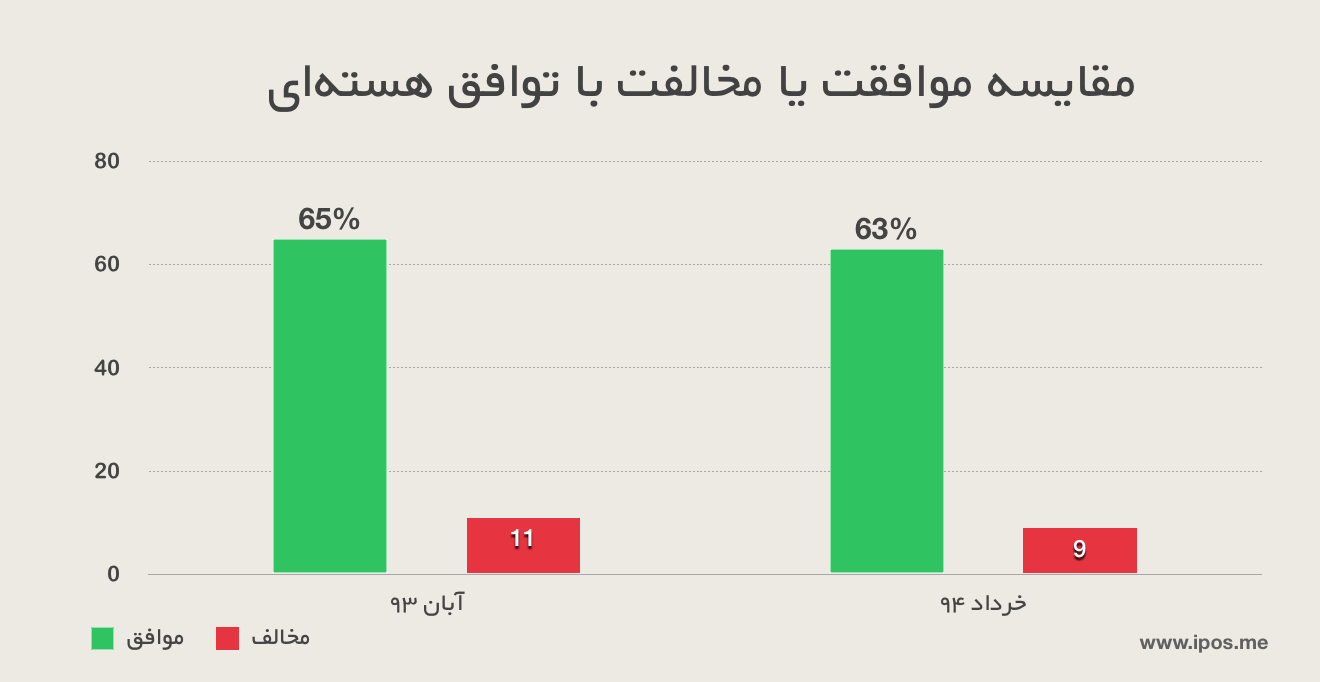 مقایسه موافقت یا مخالفت با توافق هسته‌ای
80
65%
63%
60
40
20
11
9
0
آبان ۹۳
خرداد ۹۴
موافق
مخالف
www.ipos.me